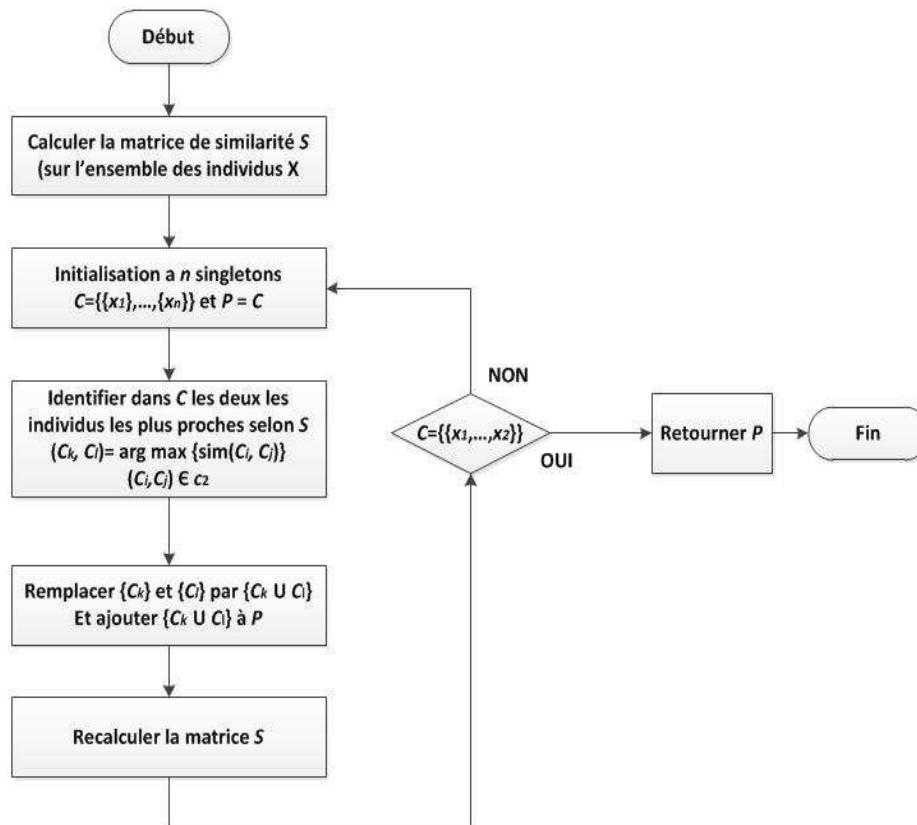 Début
Calculer la matrice de similarité S
(sur l'ensemble des individus X
Initialisation a n singletons
C={{x1},...,{xn}} et P = C
Identifier dans C les deux les
individus les plus proches selon S
(Ck, Cl)= arg max {sim(Ci, Cj)}
(Ci,Cj) Є c2
Remplacer {Ck} et {Cl} par {Ck U Cl}
Et ajouter {Ck U Cl} à P
Recalculer la matrice S
NON
C={{x1,...,x2}}
OUI
Retourner P
Fin